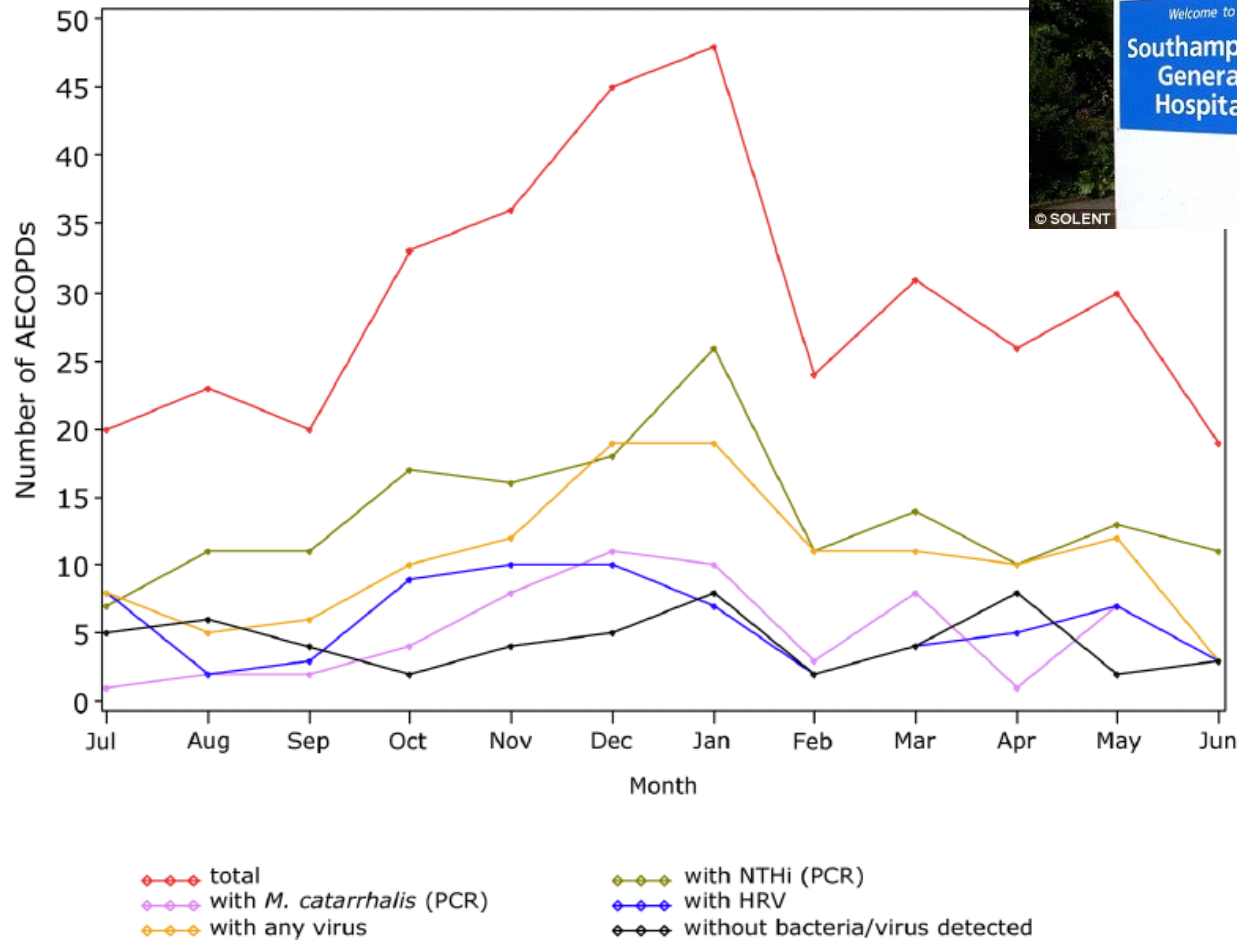 50
45
40
35
30
25
20
15
10
5
0
Number of AECOPDs
Jul Aug Sep Oct Nov Dec Jan Feb Mar Apr May Jun
Month
total
with M. catarrhalis (PCR)
with any virus
with NTHi (PCR)
with HRV
without bacteria/virus detected
Welcome to
Southamp
Genera
Hospita
© SOLENT